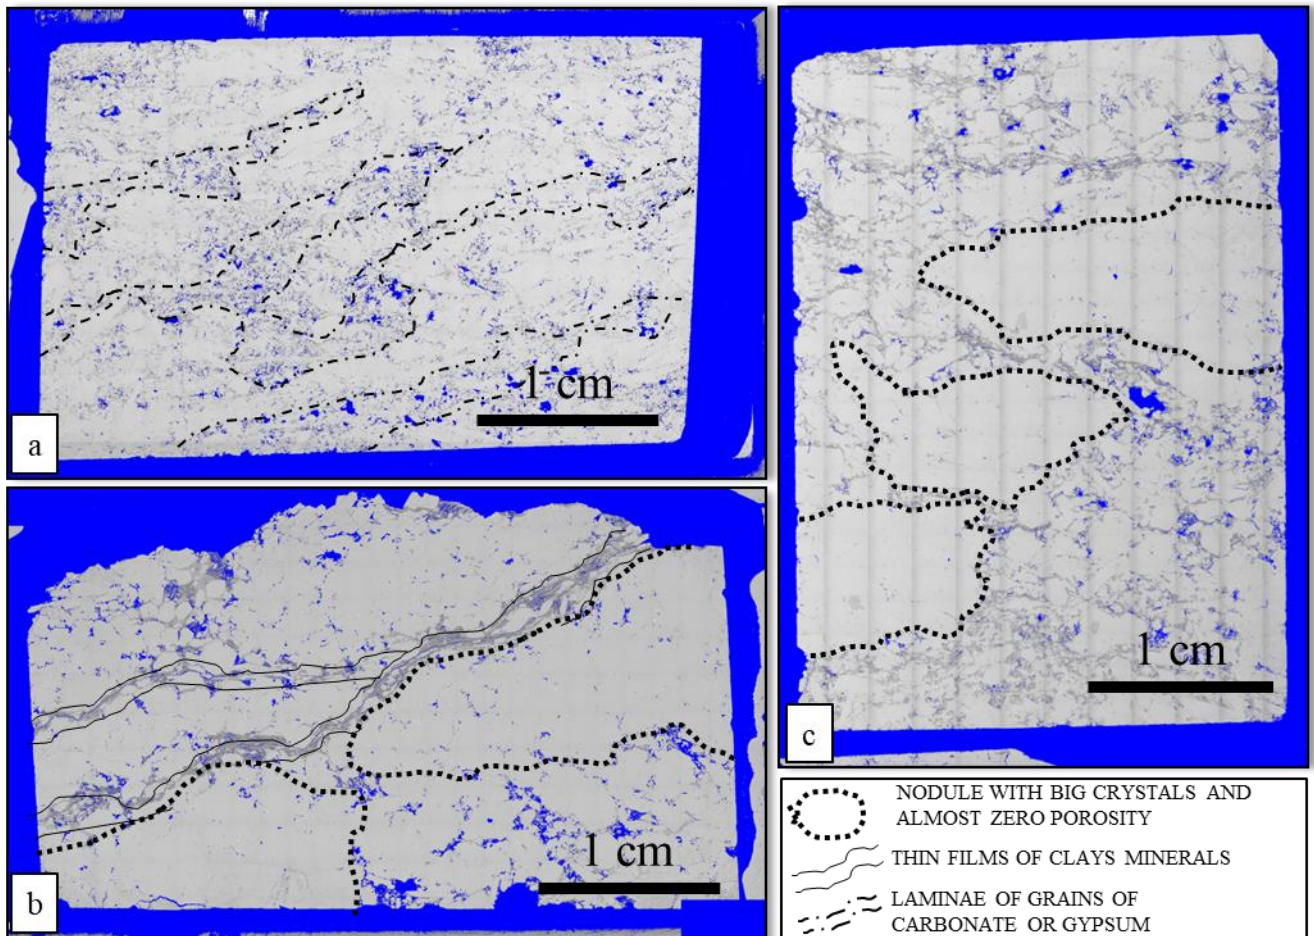 1 cm
a
1 cm
b
1 cm
c
NODULE WITH BIG CRYSTALS AND
ALMOST ZERO POROSITY
THIN FILMS OF CLAYS MINERALS
LAMINAE OF GRAINS OF
CARBONATE OR GYPSUM